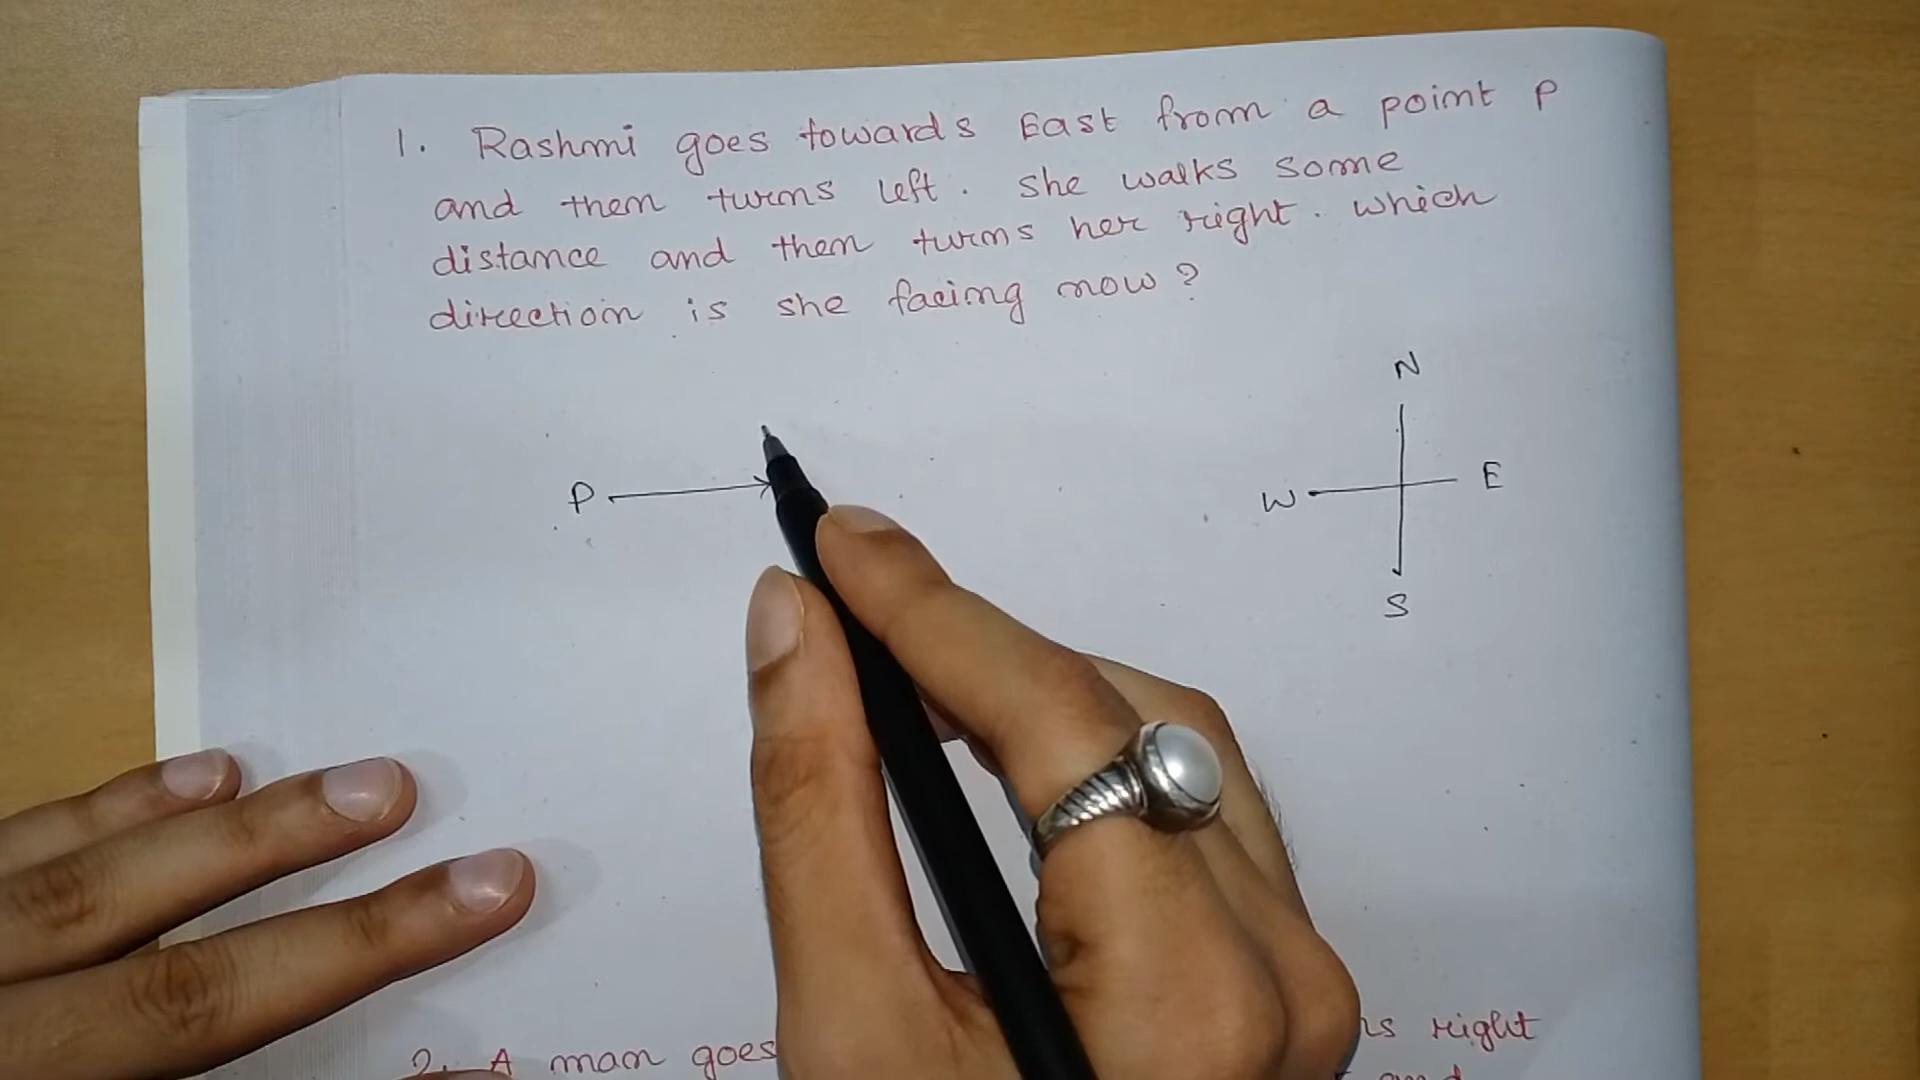 1. Rashmi goes towards East from a point P
and then turns left. She walks some
distance and then turns her right. which
direction is she facing now?
N
P
W
E
S
2. A man goes
right
and